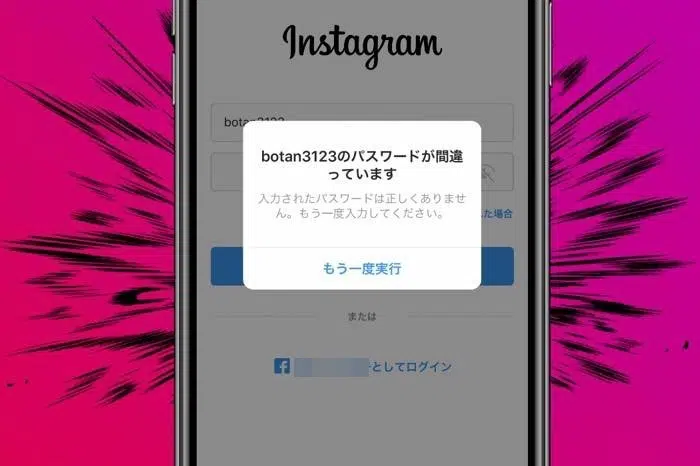 Instagram
botan3123
botan3123のパスワードが間違
っています
入力されたパスワードは正しくありませ
ん。もう一度入力してください。
た場合
もう一度実行
または
としてログイン